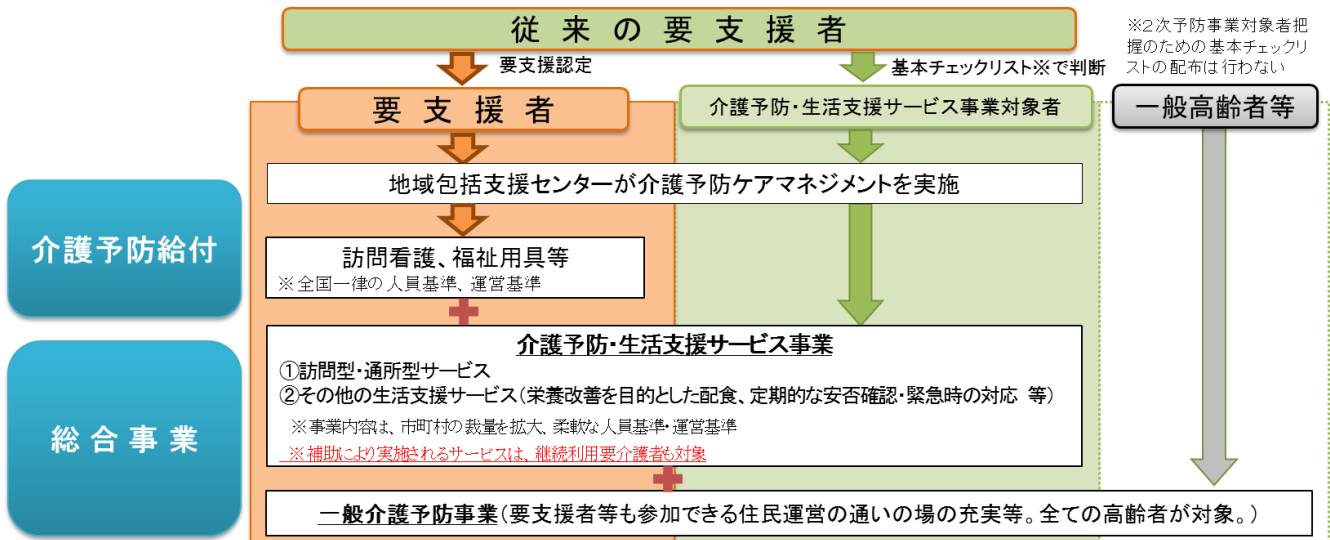 従来の要支援者
※2次予防事業対象者把
握のための基本チェックリ
ストの配布は行わない
要支援認定
基本チェックリスト※で判断
要支援者
介護予防・生活支援サービス事業対象者
一般高齢者等
地域包括支援センターが介護予防ケアマネジメントを実施
介護予防給付
訪問看護、福祉用具等
※全国一律の人員基準、運営基準
介護予防・生活支援サービス事業
①訪問型・通所型サービス
②その他の生活支援サービス(栄養改善を目的とした配食、定期的な安否確認・緊急時の対応 等)
※事業内容は、市町村の裁量を拡大、柔軟な人員基準・運営基準
※補助により実施されるサービスは、継続利用要介護者も対象
総合事業
一般介護予防事業(要支援者等も参加できる住民運営の通いの場の充実等。全ての高齢者が対象。)